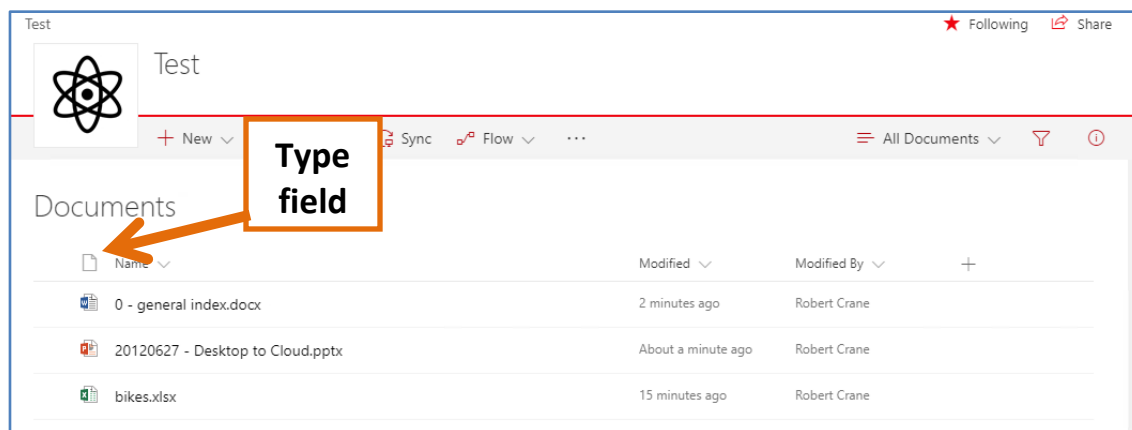 Test
Following Share
Test
New Sync Flow ...
All Documents
Type
field
Documents
Name Modified Modified By
0 - general index.docx 2 minutes ago Robert Crane
20120627 - Desktop to Cloud.pptx About a minute ago Robert Crane
bikes.xlsx 15 minutes ago Robert Crane